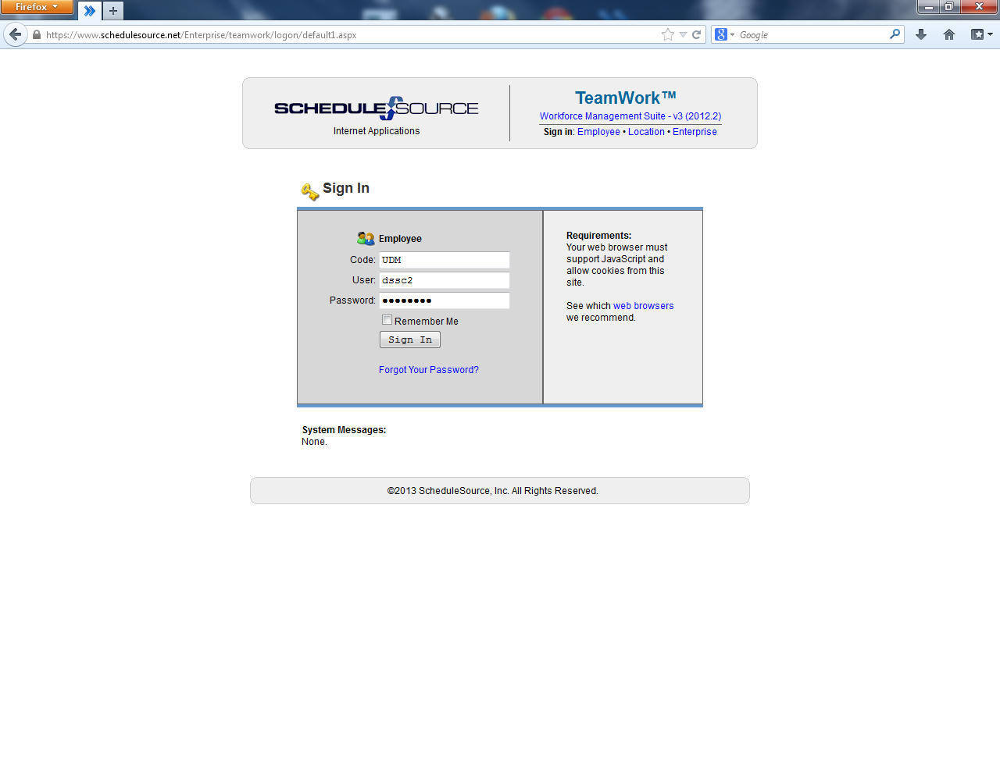 Firefox
https://www.schedulesource.net/Enterprise/teamwork/logon/default1.aspx
Google
SCHEDULESOURCE
Internet Applications
TeamWork™
Workforce Management Suite - v3 (2012.2)
Sign in: Employee • Location • Enterprise
Sign In
Employee
Code: UDM
User: dssc2
Password: ●●●●●●●●
Remember Me
Sign In
Forgot Your Password?
Requirements:
Your web browser must
support JavaScript and
allow cookies from this
site.
See which web browsers
we recommend.
System Messages:
None.
©2013 ScheduleSource, Inc. All Rights Reserved.